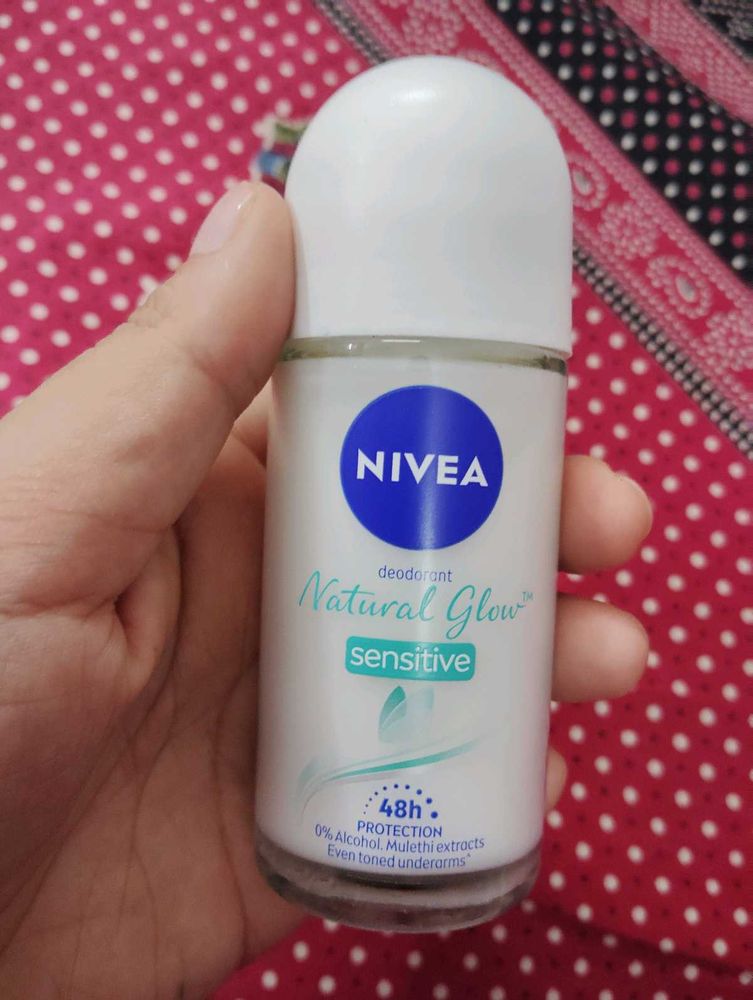 NIVEA
deodorant
Natural Glow™
sensitive
48h
PROTECTION
0% Alcohol. Mulethi extracts
Even toned underarms^